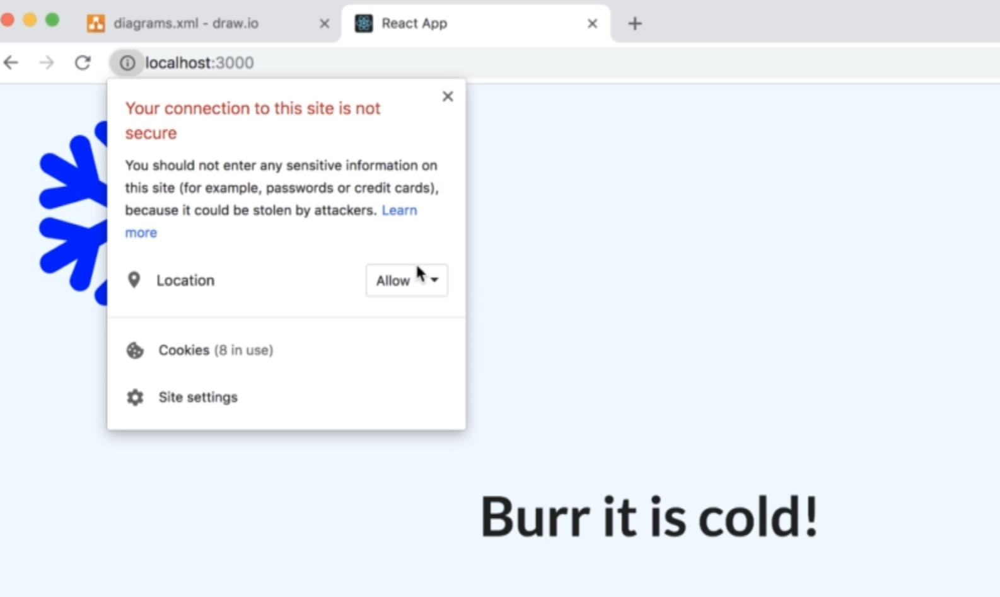 diagrams.xml - draw.io
React App
localhost:3000
Your connection to this site is not
secure
You should not enter any sensitive information on
this site (for example, passwords or credit cards),
because it could be stolen by attackers. Learn
more
Location
Allow
Cookies (8 in use)
Site settings
Burr it is cold!